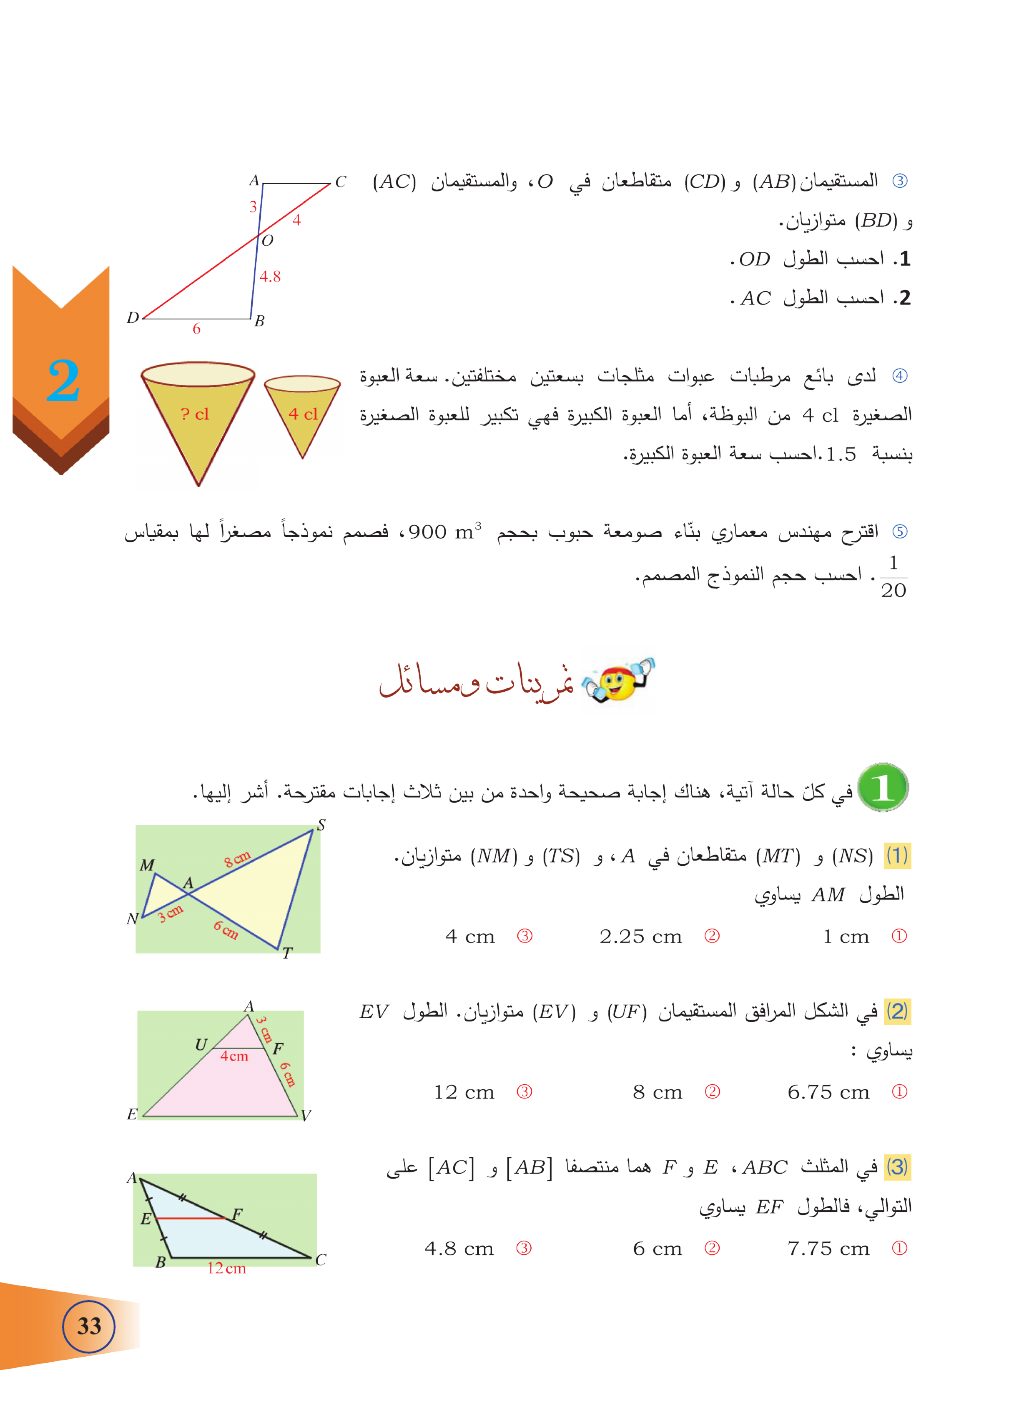 ③ المستقيمان (AB) و (CD) متقاطعان في O، والمستقيمان (AC)
و (BD) متوازيان.
1. احسب الطول OD.
2. احسب الطول AC.
A
C
3
4
O
4.8
D
6
B
2
④ لدى بائع مرطبات عبوات مثلجات بسعتين مختلفتين. سعة العبوة
الصغيرة 4 cl من البوظة، أما العبوة الكبيرة فهي تكبير للعبوة الصغيرة
بنسبة 1.5. احسب سعة العبوة الكبيرة.
? cl
4 cl
⑤ اقترح مهندس معماري بنّاء صومعة حبوب بحجم 900 m³، فصمم نموذجاً مصغراً لها بمقياس
1/20. احسب حجم النموذج المصمم.
تمرينات ومسائل
1 في كلّ حالة آتية، هناك إجابة صحيحة واحدة من بين ثلاث إجابات مقترحة. أشر إليها.
(1) (NS) و (MT) متقاطعان في A، و (TS) و (NM) متوازيان.
الطول AM يساوي
① 1 cm ② 2.25 cm ③ 4 cm
S
M
8 cm
A
N
3 cm
6 cm
T
(2) في الشكل المرافق المستقيمان (UF) و (EV) متوازيان. الطول EV
يساوي :
① 6.75 cm ② 8 cm ③ 12 cm
A
3 cm
U
F
4cm
6 cm
E
V
(3) في المثلث ABC، E و F هما منتصفا [AB] و [AC] على
التوالي، فالطول EF يساوي
① 7.75 cm ② 6 cm ③ 4.8 cm
A
E
F
B
C
12cm
33